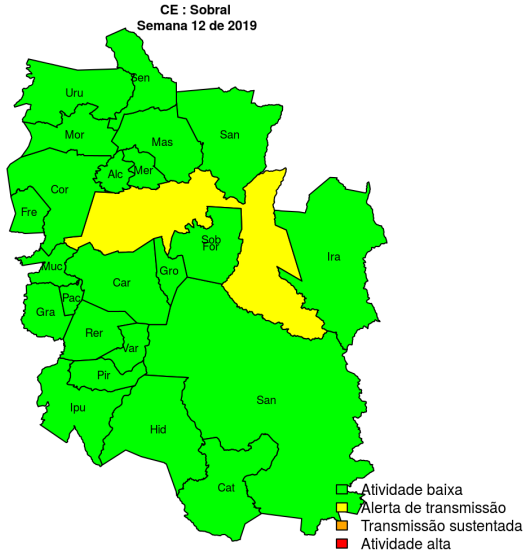 CE : Sobral
Semana 12 de 2019
Sen
Uru
Mor
Mas
San
Alc
Mer
Cor
Fre
Sob
For
Ira
Muc
Gro
Car
Pac
Gra
Rer
Var
Pir
San
Ipu
Hid
Cat
Atividade baixa
Alerta de transmissão
Transmissão sustentada
Atividade alta